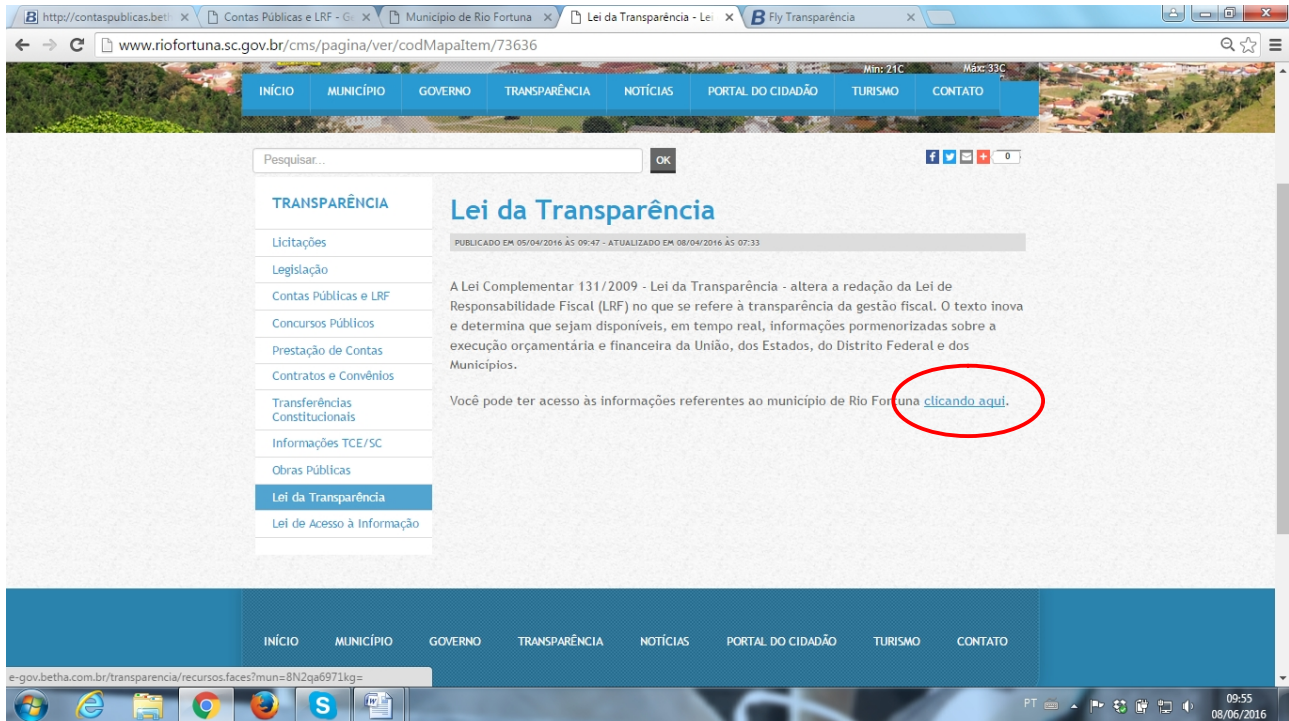 http://contaspublicas.beth
Contas Públicas e LRF - Ge
Município de Rio Fortuna
Lei da Transparência - Lei
Fly Transparência
www.riofortuna.sc.gov.br/cms/pagina/ver/codMapaItem/73636
Mín: 21C Máx: 33C
INÍCIO MUNICÍPIO GOVERNO TRANSPARÊNCIA NOTÍCIAS PORTAL DO CIDADÃO TURISMO CONTATO
Pesquisar...
OK
0
TRANSPARÊNCIA
Licitações
Legislação
Contas Públicas e LRF
Concursos Públicos
Prestação de Contas
Contratos e Convênios
Transferências
Constitucionais
Informações TCE/SC
Obras Públicas
Lei da Transparência
Lei de Acesso à Informação
Lei da Transparência
PUBLICADO EM 05/04/2016 ÀS 09:47 - ATUALIZADO EM 08/04/2016 ÀS 07:33
A Lei Complementar 131/2009 - Lei da Transparência - altera a redação da Lei de
Responsabilidade Fiscal (LRF) no que se refere à transparência da gestão fiscal. O texto inova
e determina que sejam disponíveis, em tempo real, informações pormenorizadas sobre a
execução orçamentária e financeira da União, dos Estados, do Distrito Federal e dos
Municípios.
Você pode ter acesso às informações referentes ao município de Rio Fortuna clicando aqui.
INÍCIO MUNICÍPIO GOVERNO TRANSPARÊNCIA NOTÍCIAS PORTAL DO CIDADÃO TURISMO CONTATO
e-gov.betha.com.br/transparencia/recursos.faces?mun=8N2qa6971kg=
PT
09:55
08/06/2016